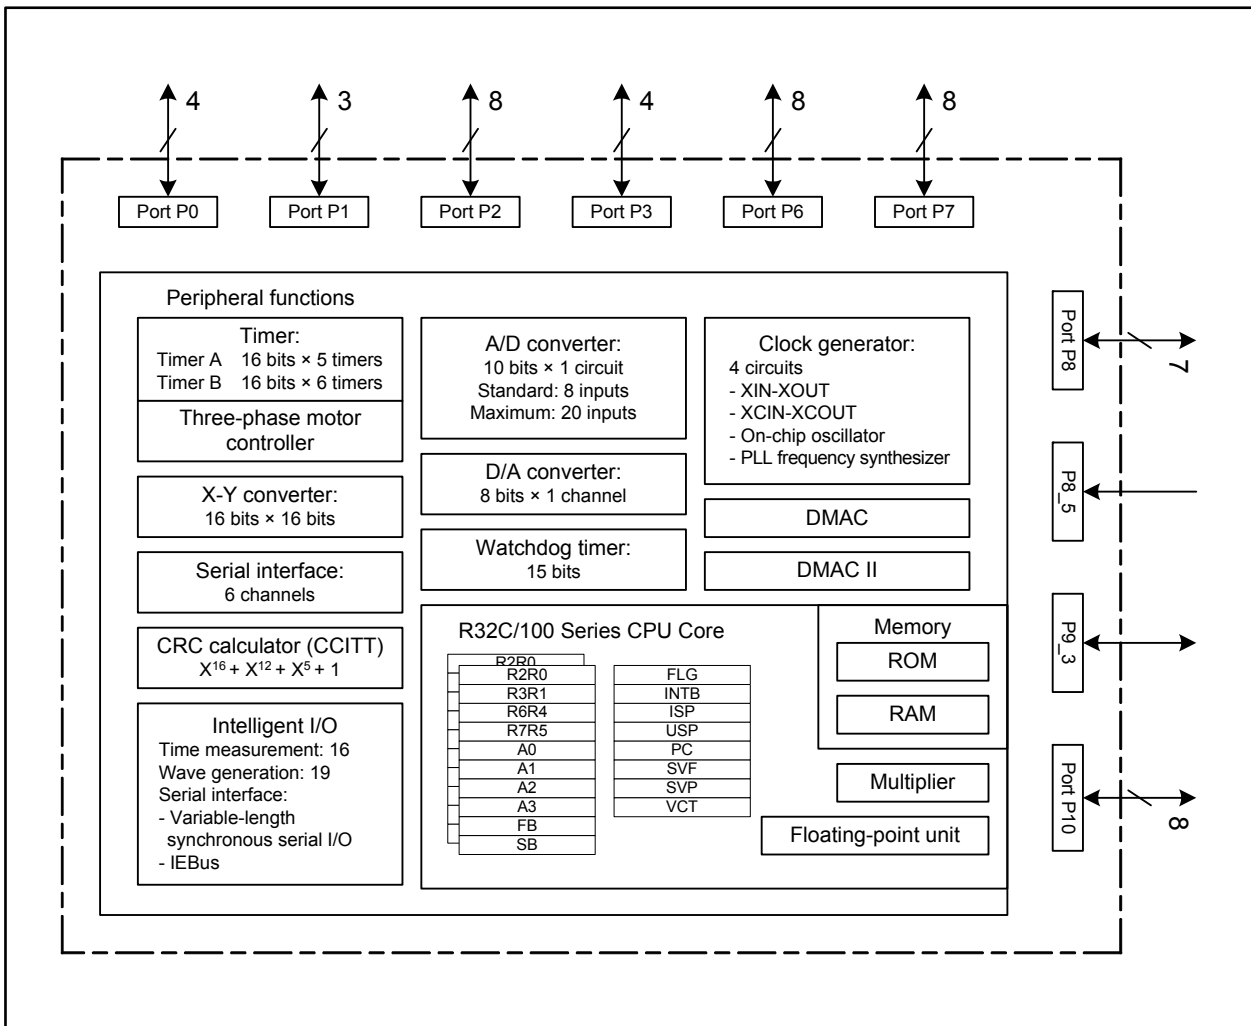 4 3 8 4 8 8
Port P0 Port P1 Port P2 Port P3 Port P6 Port P7
Peripheral functions
Timer:
Timer A 16 bits × 5 timers
Timer B 16 bits × 6 timers
Three-phase motor
controller
X-Y converter:
16 bits × 16 bits
Serial interface:
6 channels
CRC calculator (CCITT)
X¹⁶ + X¹² + X⁵ + 1
Intelligent I/O
Time measurement: 16
Wave generation: 19
Serial interface:
- Variable-length
synchronous serial I/O
- IEBus
A/D converter:
10 bits × 1 circuit
Standard: 8 inputs
Maximum: 20 inputs
D/A converter:
8 bits × 1 channel
Watchdog timer:
15 bits
Clock generator:
4 circuits
- XIN-XOUT
- XCIN-XCOUT
- On-chip oscillator
- PLL frequency synthesizer
DMAC
DMAC II
R32C/100 Series CPU Core
R2R0
R2R0
R3R1
R6R4
R7R5
A0
A1
A2
A3
FB
SB
FLG
INTB
ISP
USP
PC
SVF
SVP
VCT
Memory
ROM
RAM
Multiplier
Floating-point unit
Port P8
7
P8_5
P9_3
Port P10
8